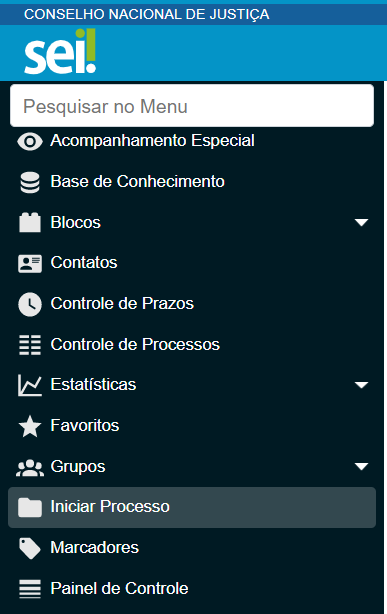 CONSELHO NACIONAL DE JUSTIÇA
sei!
Pesquisar no Menu
Acompanhamento Especial
Base de Conhecimento
Blocos
Contatos
Controle de Prazos
Controle de Processos
Estatísticas
Favoritos
Grupos
Iniciar Processo
Marcadores
Painel de Controle